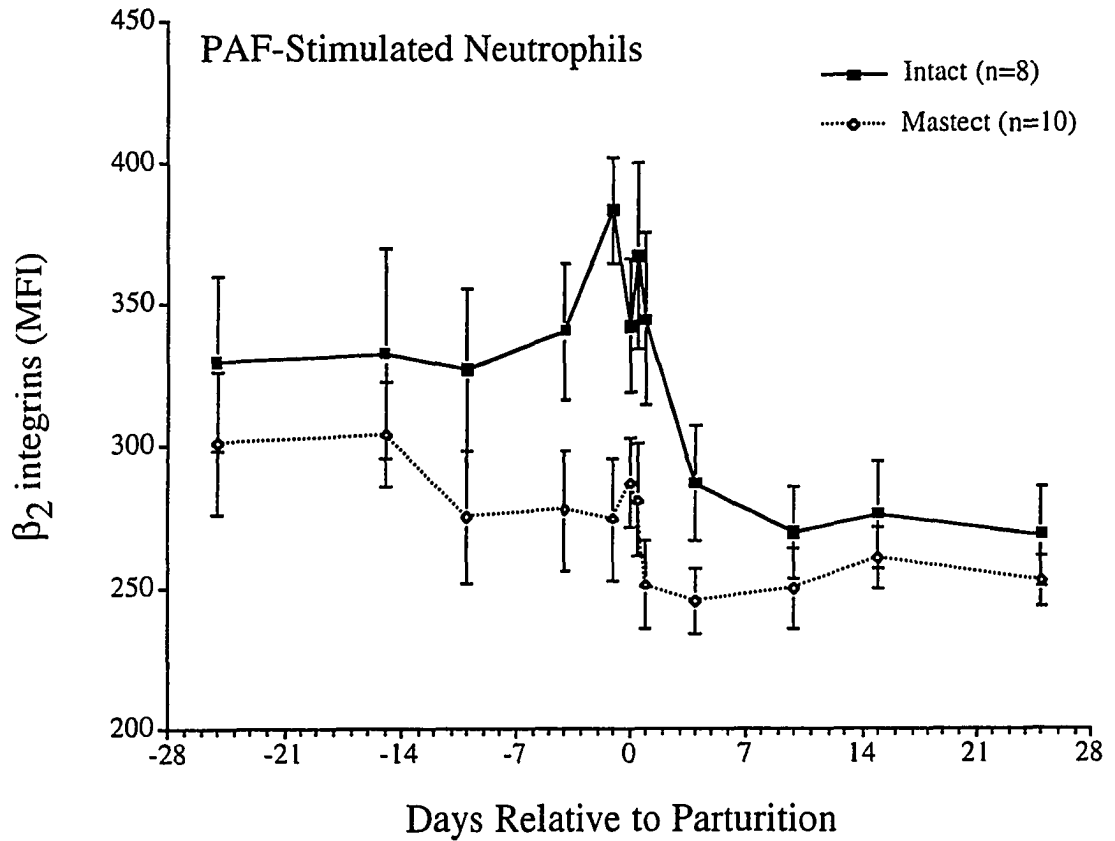 PAF-Stimulated Neutrophils
Intact (n=8)
Mastect (n=10)
β2 integrins (MFI)
450
400
350
300
250
200
-28 -21 -14 -7 0 7 14 21 28
Days Relative to Parturition